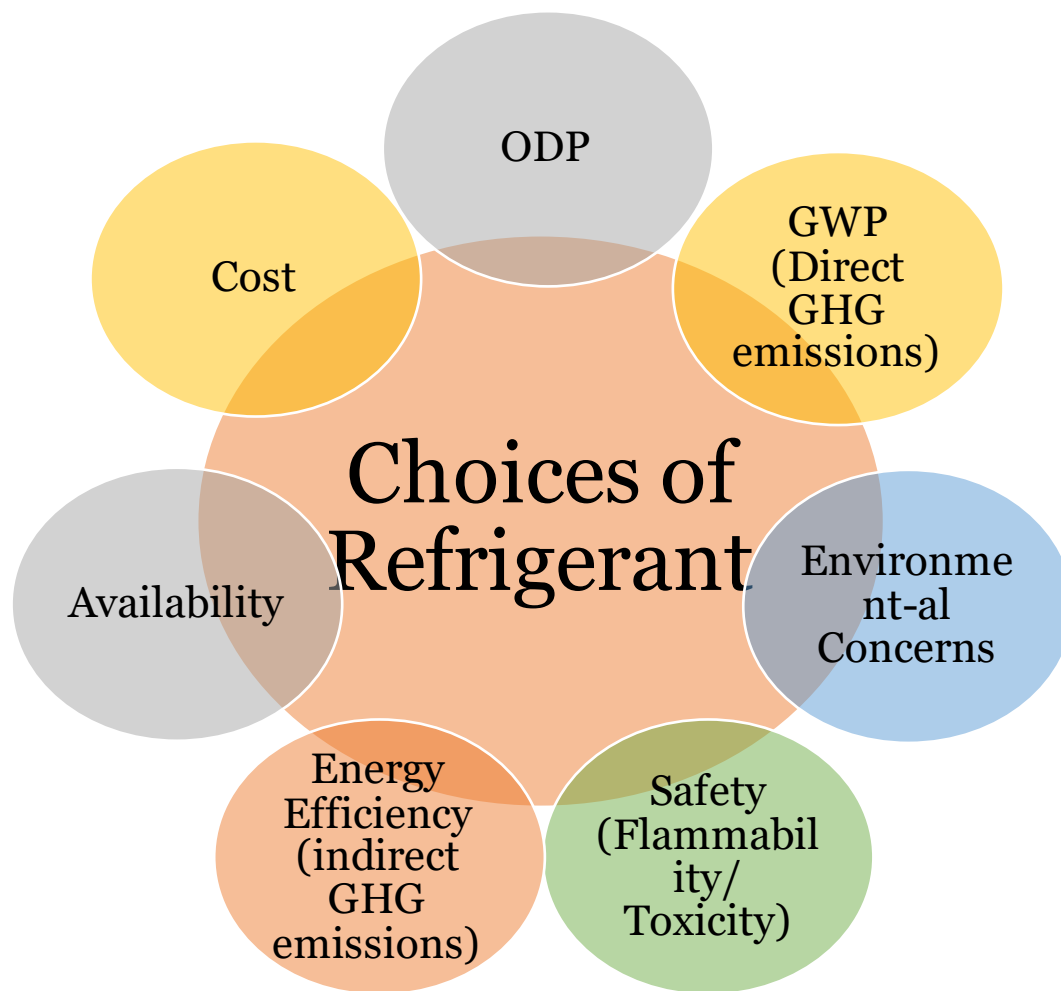 ODP
GWP
(Direct
GHG
emissions)
Cost
Choices of
Refrigerant
Environme
nt-al
Concerns
Availability
Energy
Efficiency
(indirect
GHG
emissions)
Safety
(Flammabil
ity/
Toxicity)